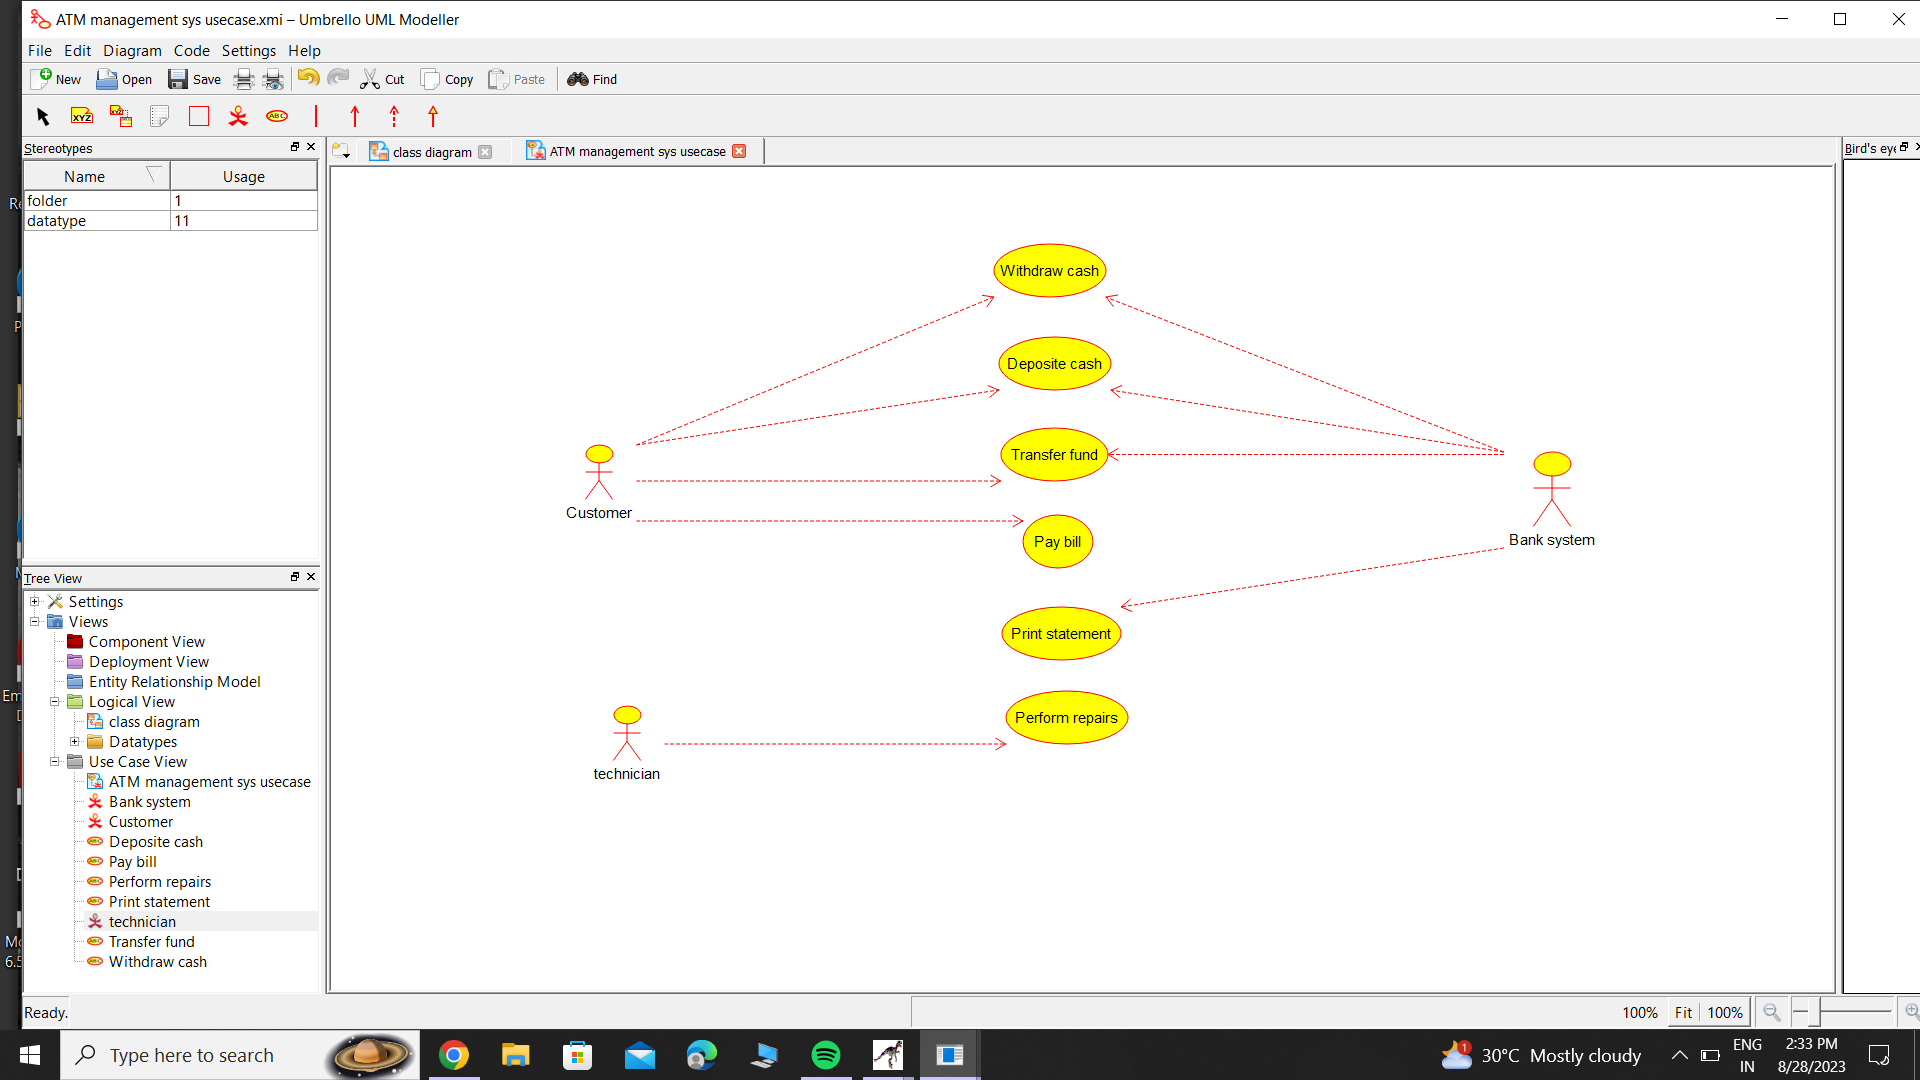 ATM management sys usecase.xmi – Umbrello UML Modeller
File Edit Diagram Code Settings Help
New Open Save Cut Copy Paste Find
XYZ XYZ ABC
Stereotypes
class diagram
ATM management sys usecase
Bird's eye
Name Usage
folder 1
datatype 11
Withdraw cash
Deposite cash
Transfer fund
Customer
Pay bill
Bank system
Print statement
Perform repairs
technician
Tree View
Settings
Views
Component View
Deployment View
Entity Relationship Model
Logical View
class diagram
Datatypes
Use Case View
ATM management sys usecase
Bank system
Customer
Deposite cash
Pay bill
Perform repairs
Print statement
technician
Transfer fund
Withdraw cash
Ready.
100% Fit 100%
Type here to search
1
30°C Mostly cloudy
ENG
IN
2:33 PM
8/28/2023